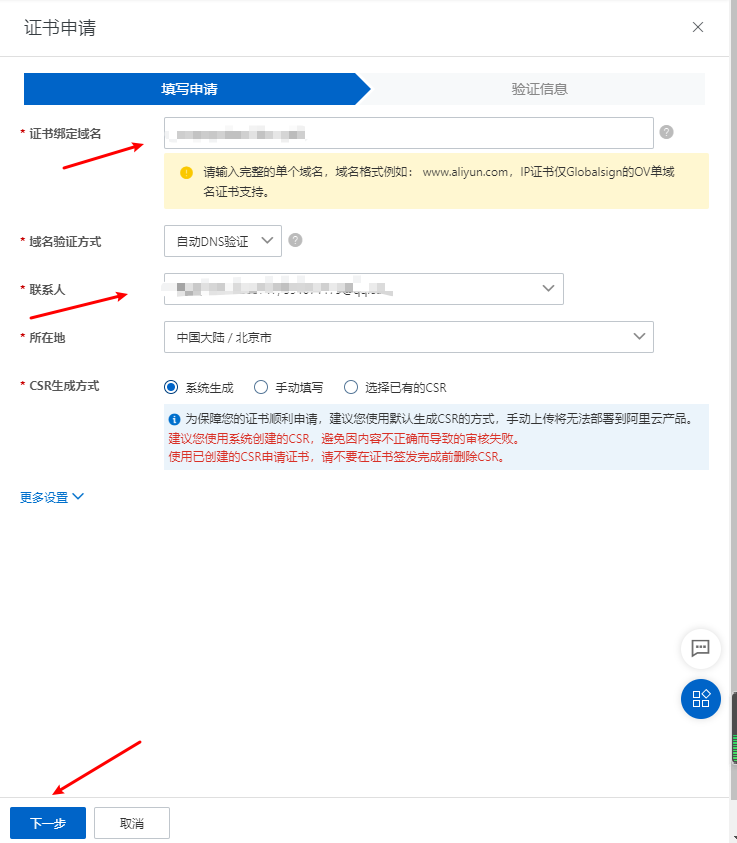 证书申请
填写申请
验证信息
* 证书绑定域名
请输入完整的单个域名，域名格式例如： www.aliyun.com，IP证书仅Globalsign的OV单域
名证书支持。
* 域名验证方式
自动DNS验证
* 联系人
* 所在地
中国大陆 / 北京市
* CSR生成方式
系统生成
手动填写
选择已有的CSR
为保障您的证书顺利申请，建议您使用默认生成CSR的方式，手动上传将无法部署到阿里云产品。
建议您使用系统创建的CSR，避免因内容不正确而导致的审核失败。
使用已创建的CSR申请证书，请不要在证书签发完成前删除CSR。
更多设置
下一步
取消